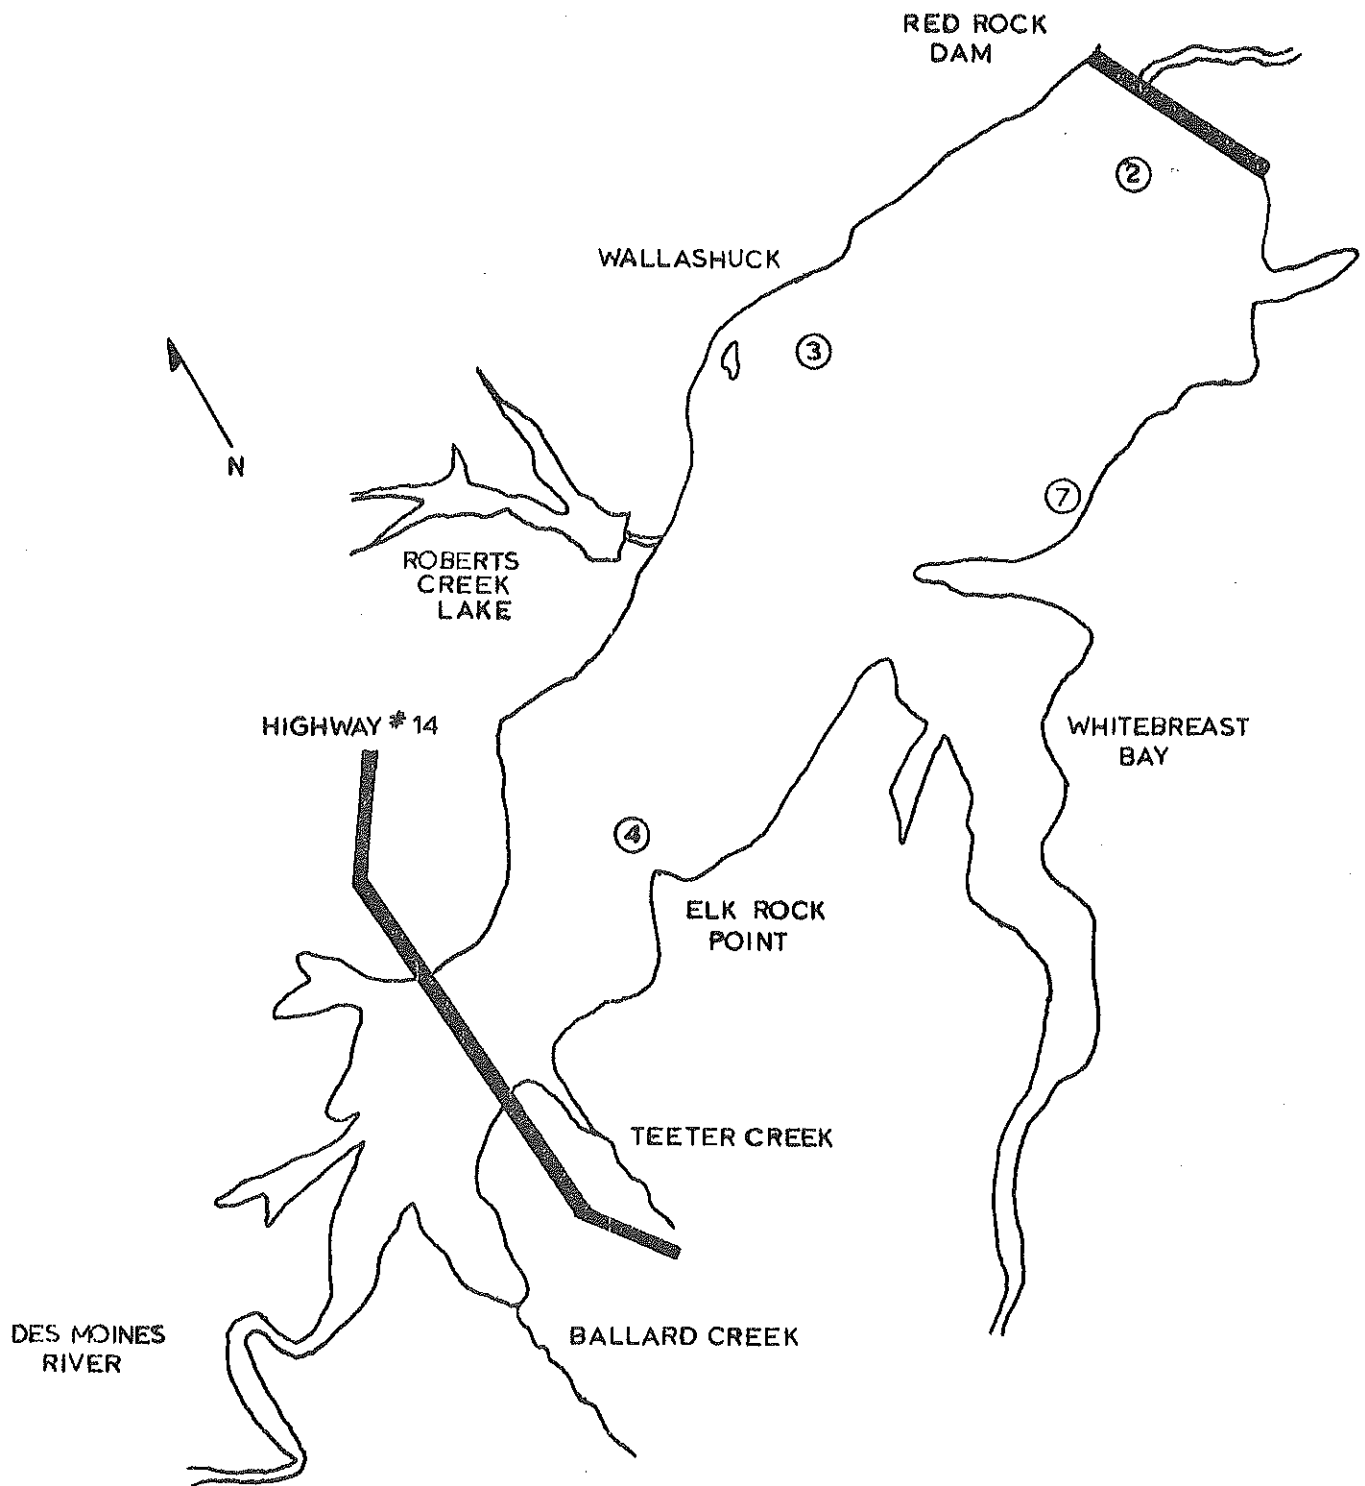 RED ROCK
DAM
2
WALLASHUCK
3
N
7
ROBERTS
CREEK
LAKE
HIGHWAY #14
WHITEBREAST
BAY
4
ELK ROCK
POINT
TEETER CREEK
DES MOINES
RIVER
BALLARD CREEK